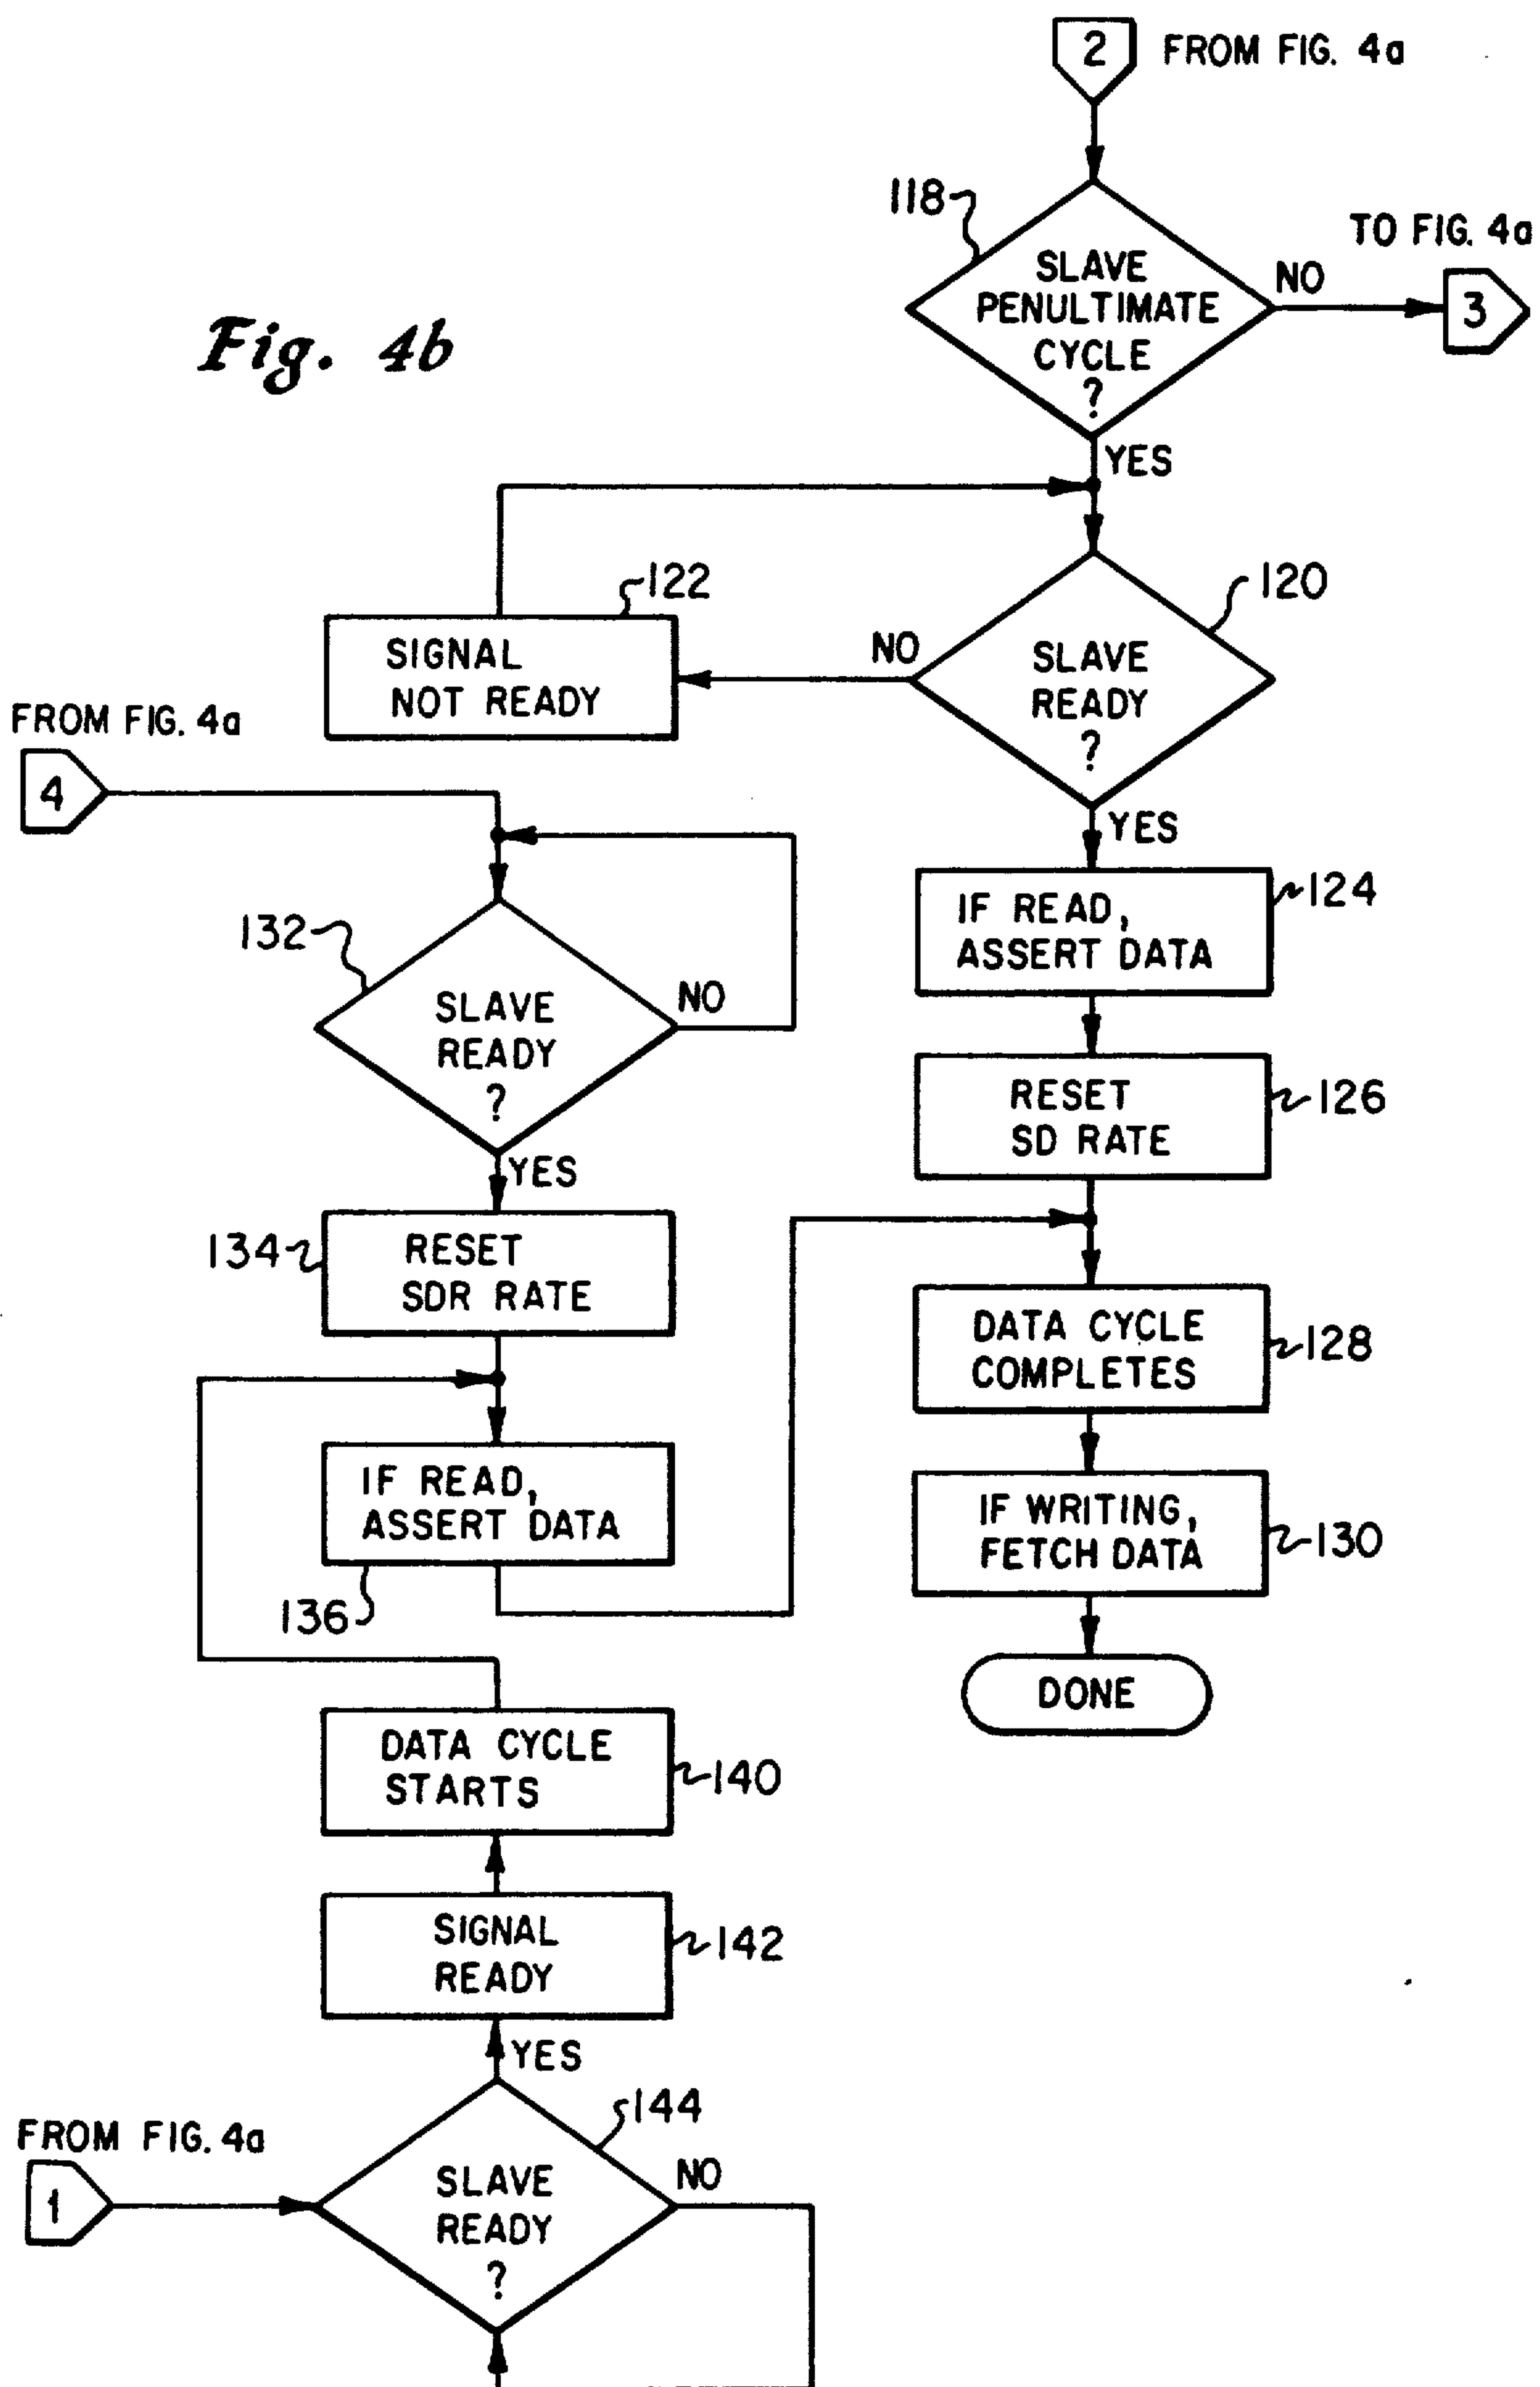 2 FROM FIG. 4a
118
TO FIG. 4a
SLAVE
PENULTIMATE
CYCLE
?
NO
3
Fig. 4b
YES
122
120
SIGNAL
NOT READY
NO
SLAVE
READY
?
FROM FIG. 4a
4
YES
124
IF READ,
ASSERT DATA
132
SLAVE
READY
?
NO
126
RESET
SD RATE
YES
134
RESET
SDR RATE
DATA CYCLE
COMPLETES
128
IF READ,
ASSERT DATA
136
IF WRITING,
FETCH DATA
130
DONE
DATA CYCLE
STARTS
140
SIGNAL
READY
142
YES
144
FROM FIG. 4a
1
SLAVE
READY
?
NO